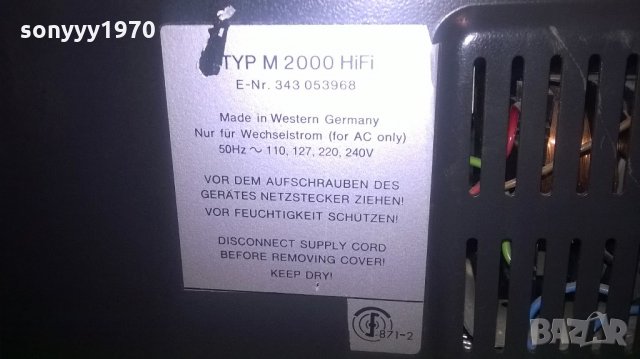 sonyyy1970
TYP M 2000 HiFi
E-Nr. 343 053968
Made in Western Germany
Nur für Wechselstrom (for AC only)
50Hz ~ 110, 127, 220, 240V
VOR DEM AUFSCHRAUBEN DES
GERÄTES NETZSTECKER ZIEHEN!
VOR FEUCHTIGKEIT SCHÜTZEN!
DISCONNECT SUPPLY CORD
BEFORE REMOVING COVER!
KEEP DRY!
871-2
BAZAR